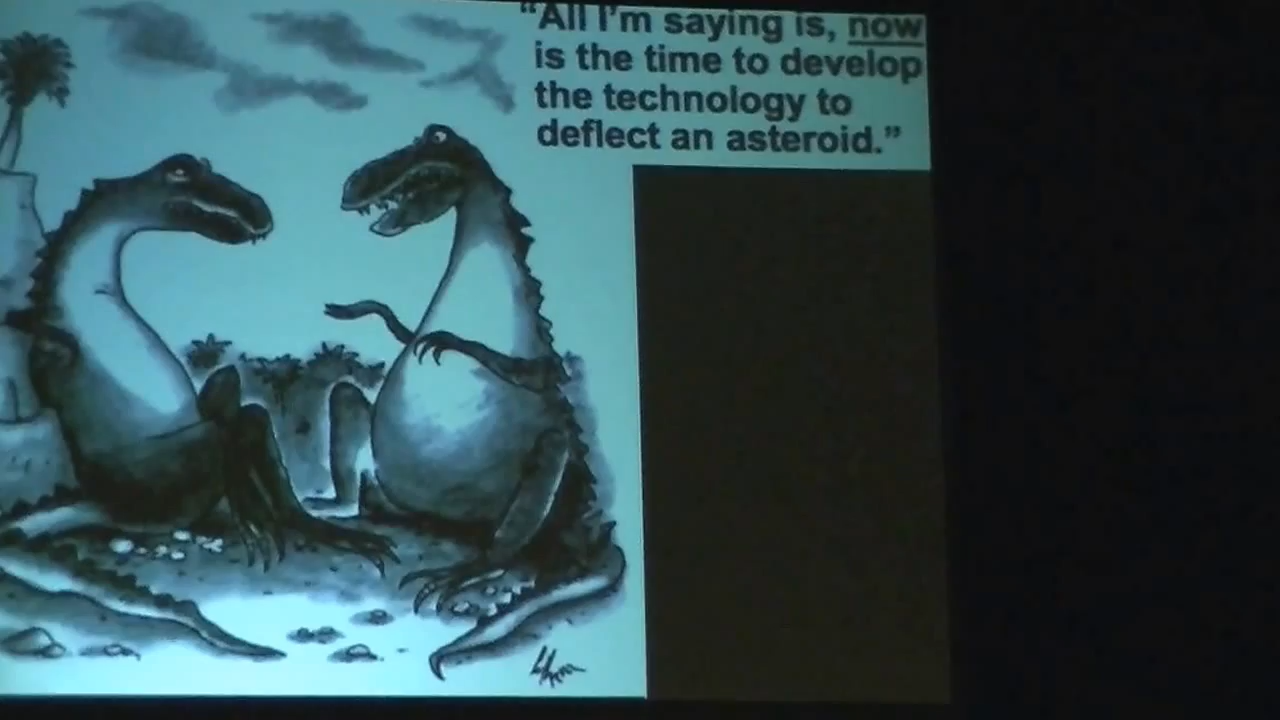 "All I'm saying is, now
is the time to develop
the technology to
deflect an asteroid."